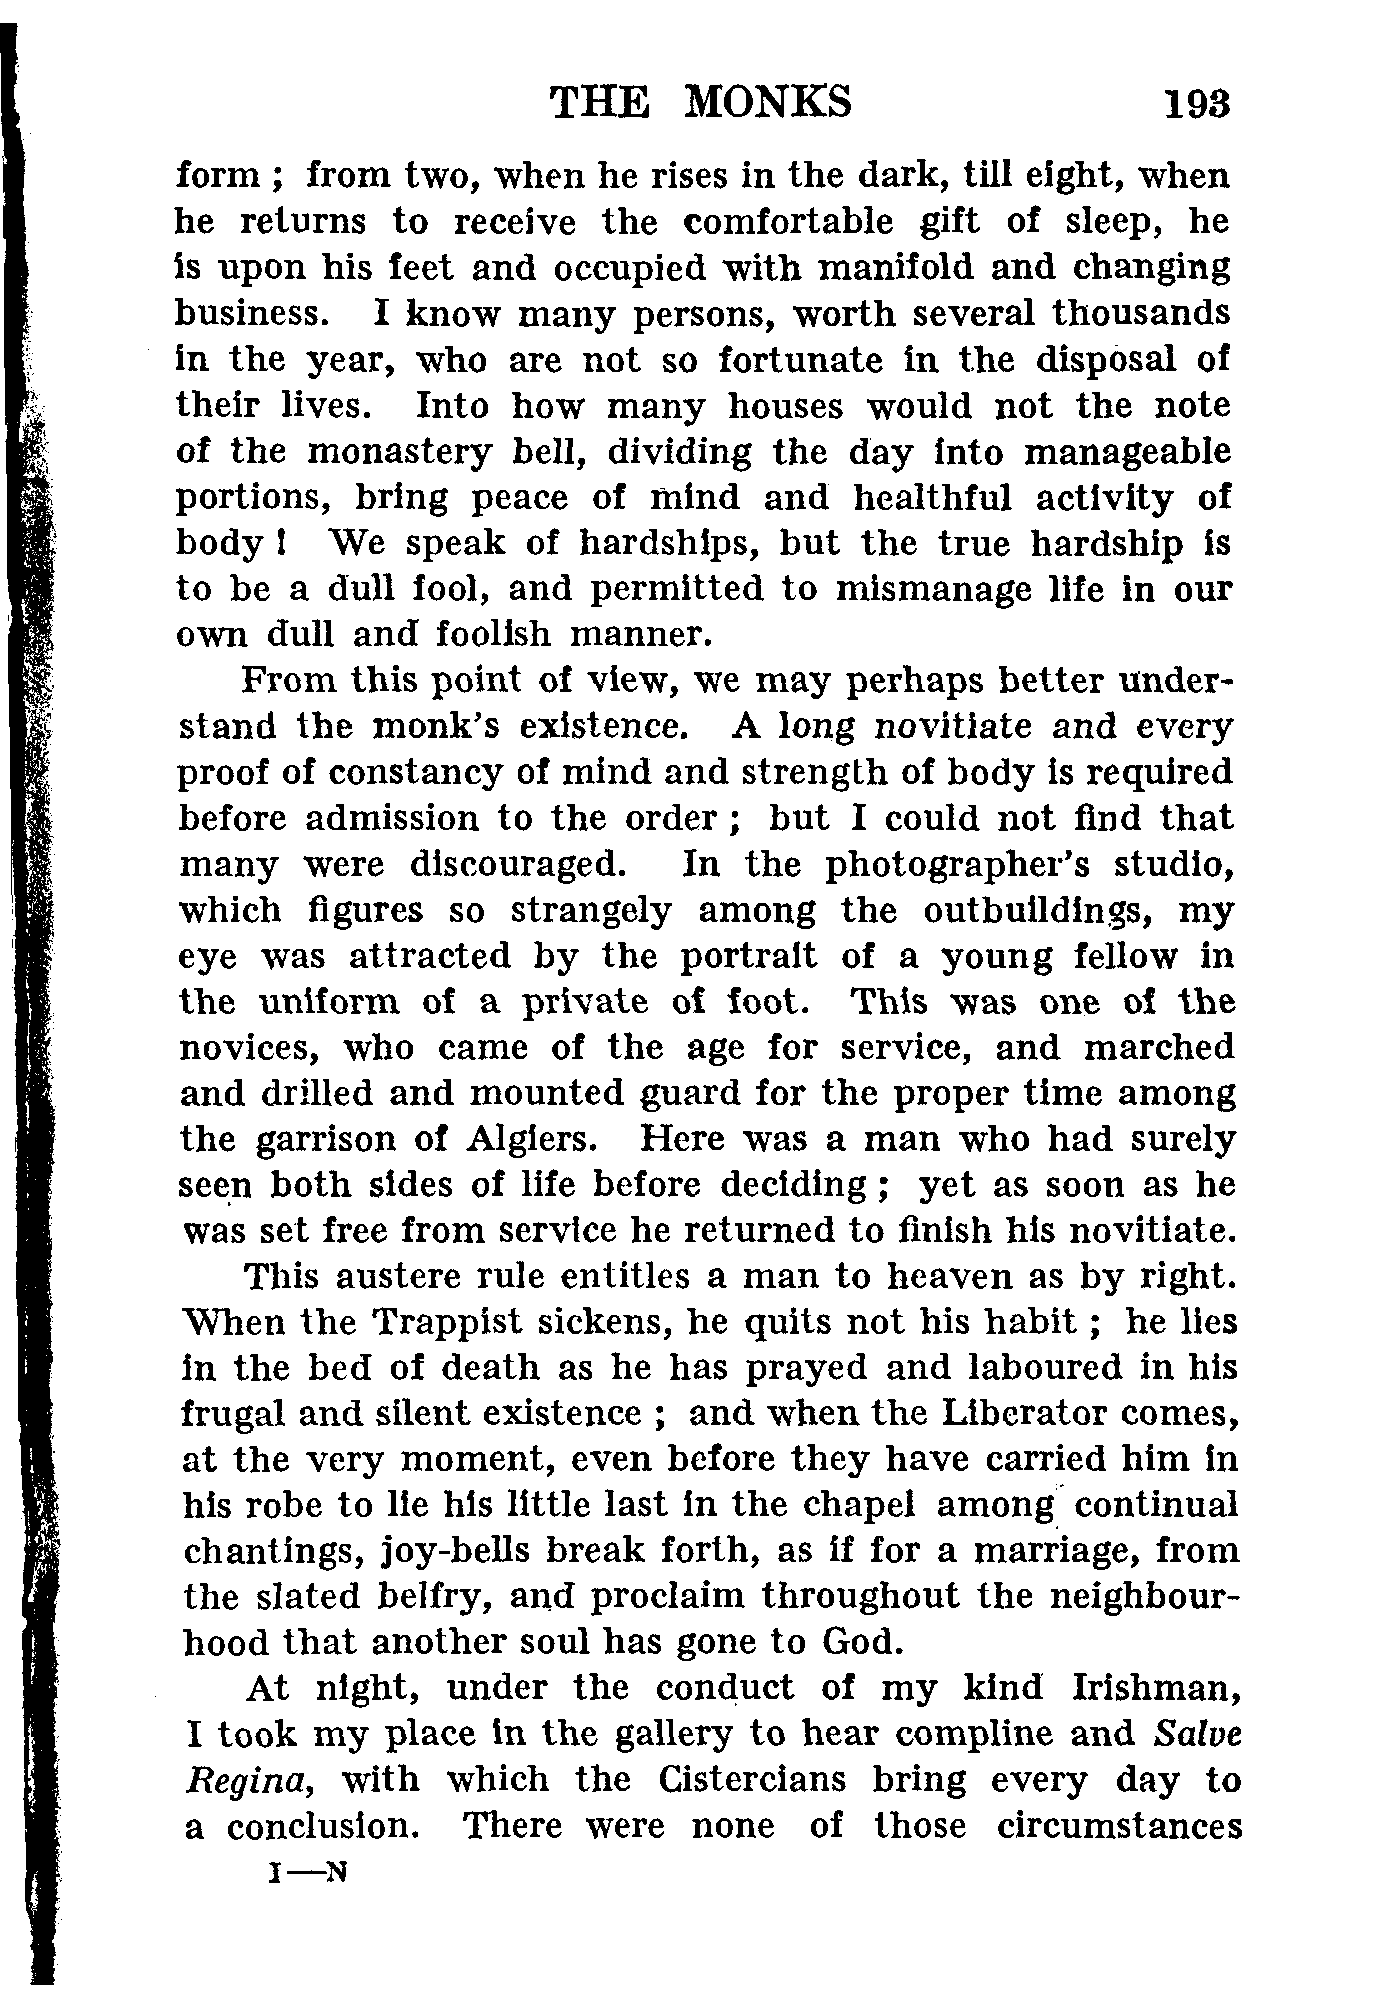 THE MONKS 193
form ; from two, when he rises in the dark, till eight, when
he returns to receive the comfortable gift of sleep, he
is upon his feet and occupied with manifold and changing
business. I know many persons, worth several thousands
in the year, who are not so fortunate in the disposal of
their lives. Into how many houses would not the note
of the monastery bell, dividing the day into manageable
portions, bring peace of mind and healthful activity of
body ! We speak of hardships, but the true hardship is
to be a dull fool, and permitted to mismanage life in our
own dull and foolish manner.
From this point of view, we may perhaps better under-
stand the monk's existence. A long novitiate and every
proof of constancy of mind and strength of body is required
before admission to the order ; but I could not find that
many were discouraged. In the photographer's studio,
which figures so strangely among the outbuildings, my
eye was attracted by the portrait of a young fellow in
the uniform of a private of foot. This was one of the
novices, who came of the age for service, and marched
and drilled and mounted guard for the proper time among
the garrison of Algiers. Here was a man who had surely
seen both sides of life before deciding ; yet as soon as he
was set free from service he returned to finish his novitiate.
This austere rule entitles a man to heaven as by right.
When the Trappist sickens, he quits not his habit ; he lies
in the bed of death as he has prayed and laboured in his
frugal and silent existence ; and when the Liberator comes,
at the very moment, even before they have carried him in
his robe to lie his little last in the chapel among continual
chantings, joy-bells break forth, as if for a marriage, from
the slated belfry, and proclaim throughout the neighbour-
hood that another soul has gone to God.
At night, under the conduct of my kind Irishman,
I took my place in the gallery to hear compline and Salve
Regina, with which the Cistercians bring every day to
a conclusion. There were none of those circumstances
I—N